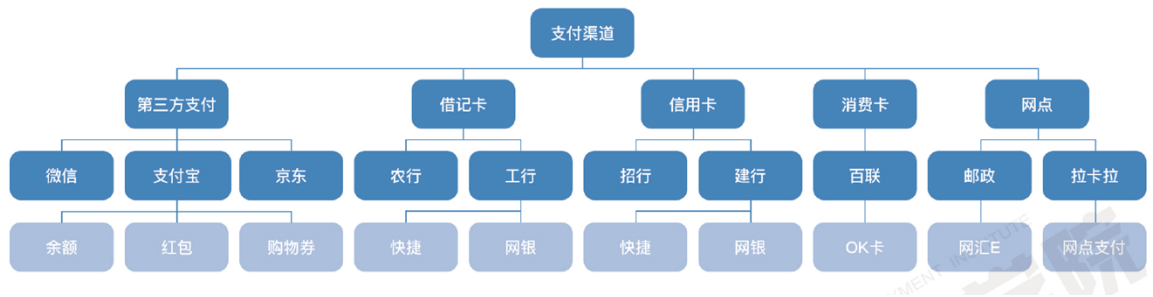 支付渠道
第三方支付 借记卡 信用卡 消费卡 网点
微信 支付宝 京东 农行 工行 招行 建行 百联 邮政 拉卡拉
余额 红包 购物券 快捷 网银 快捷 网银 OK卡 网汇E 网点支付
YMENT INSTITUTE
院